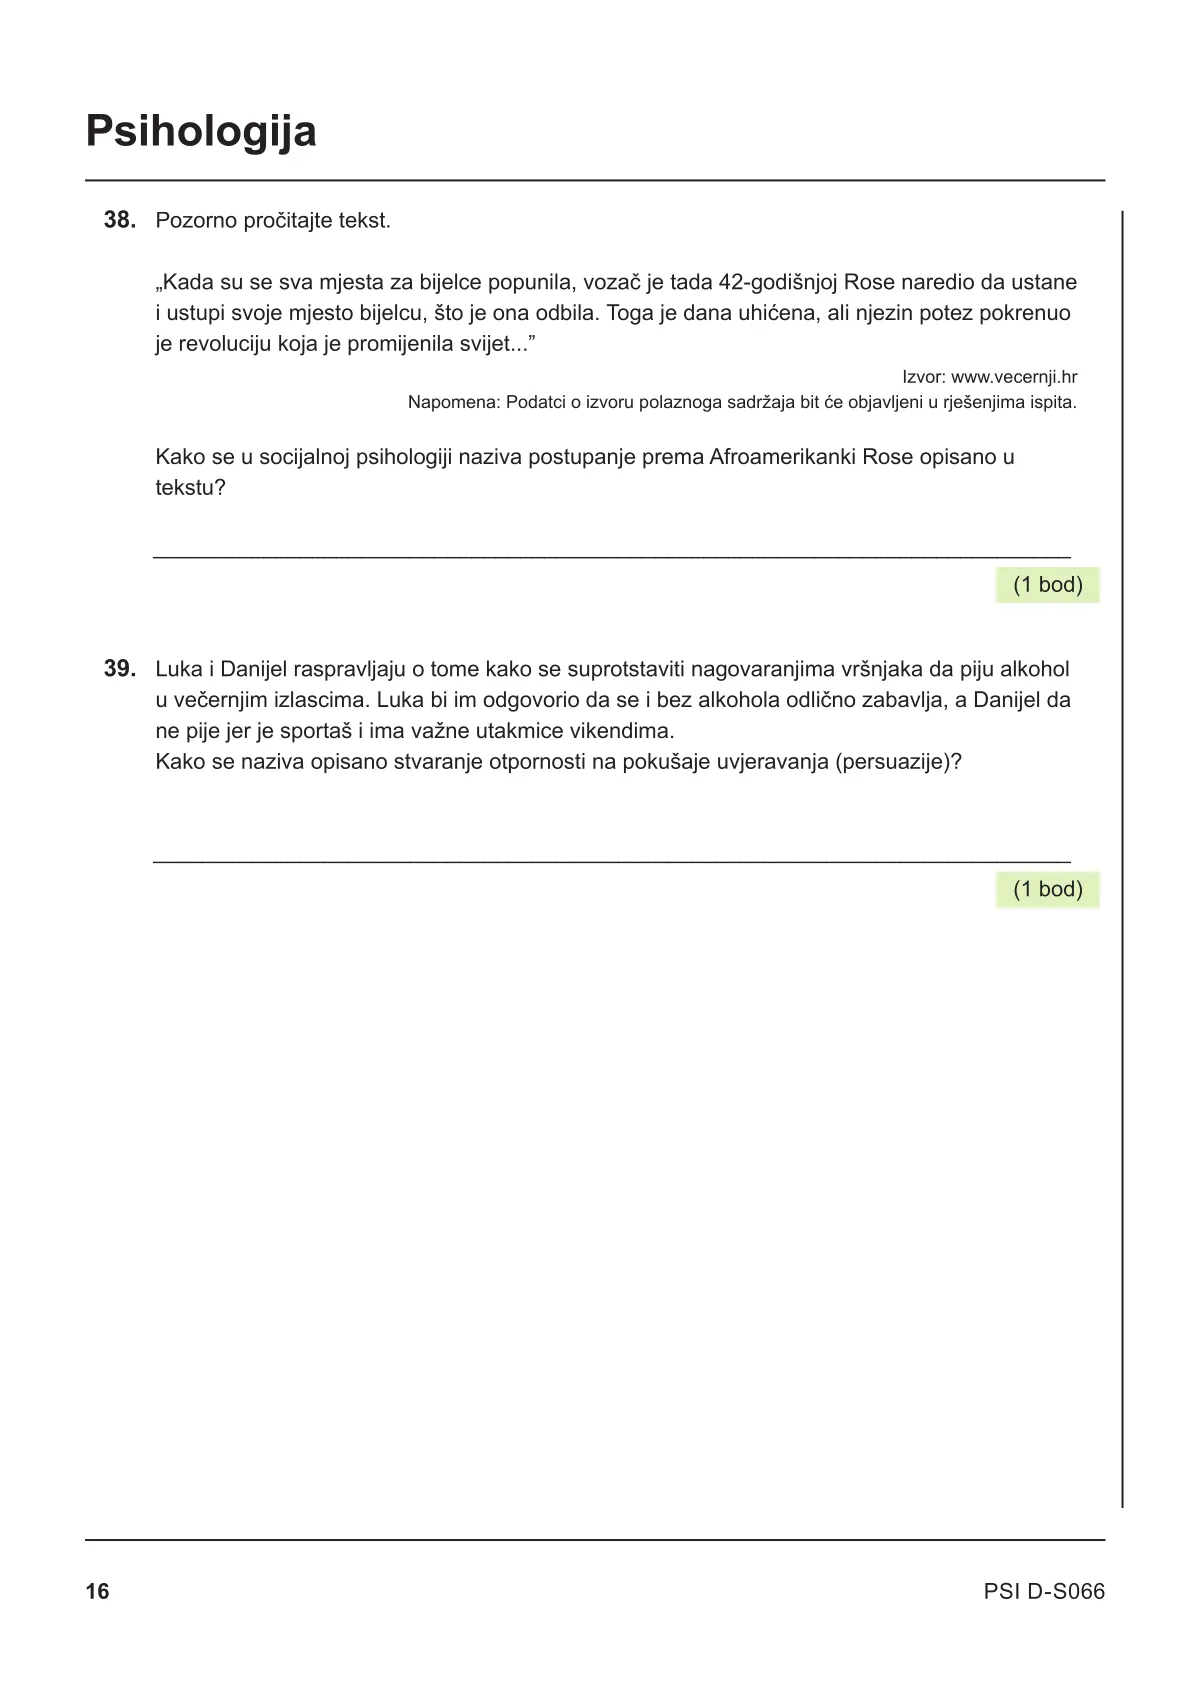 Psihologija
38. Pozorno pročitajte tekst.
„Kada su se sva mjesta za bijelce popunila, vozač je tada 42-godišnjoj Rose naredio da ustane
i ustupi svoje mjesto bijelcu, što je ona odbila. Toga je dana uhićena, ali njezin potez pokrenuo
je revoluciju koja je promijenila svijet...”
Izvor: www.vecernji.hr
Napomena: Podatci o izvoru polaznoga sadržaja bit će objavljeni u rješenjima ispita.
Kako se u socijalnoj psihologiji naziva postupanje prema Afroamerikanki Rose opisano u
tekstu?
(1 bod)
39. Luka i Danijel raspravljaju o tome kako se suprotstaviti nagovaranjima vršnjaka da piju alkohol
u večernjim izlascima. Luka bi im odgovorio da se i bez alkohola odlično zabavlja, a Danijel da
ne pije jer je sportaš i ima važne utakmice vikendima.
Kako se naziva opisano stvaranje otpornosti na pokušaje uvjeravanja (persuazije)?
(1 bod)
16
PSI D-S066